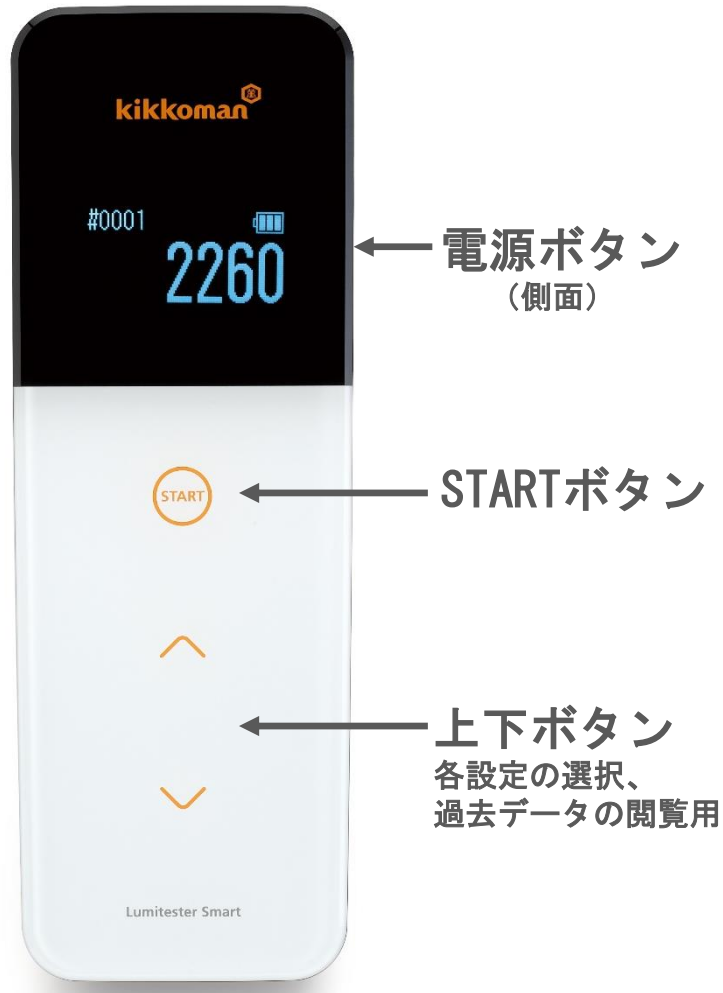 kikkoman
#0001
2260
電源ボタン
（側面）
START
STARTボタン
上下ボタン
各設定の選択、
過去データの閲覧用
Lumitester Smart